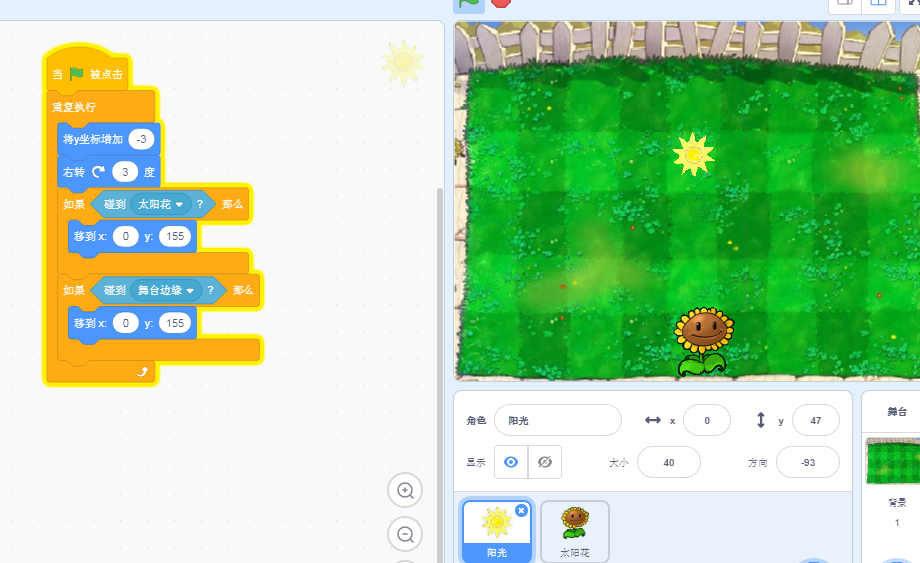 当 被点击
重复执行
将y坐标增加 -3
右转 3 度
如果 碰到 太阳花 ? 那么
移到 x: 0 y: 155
如果 碰到 舞台边缘 ? 那么
移到 x: 0 y: 155
角色 阳光 x 0 y 47
显示 大小 40 方向 -93
阳光
太阳花
舞台
背景
1